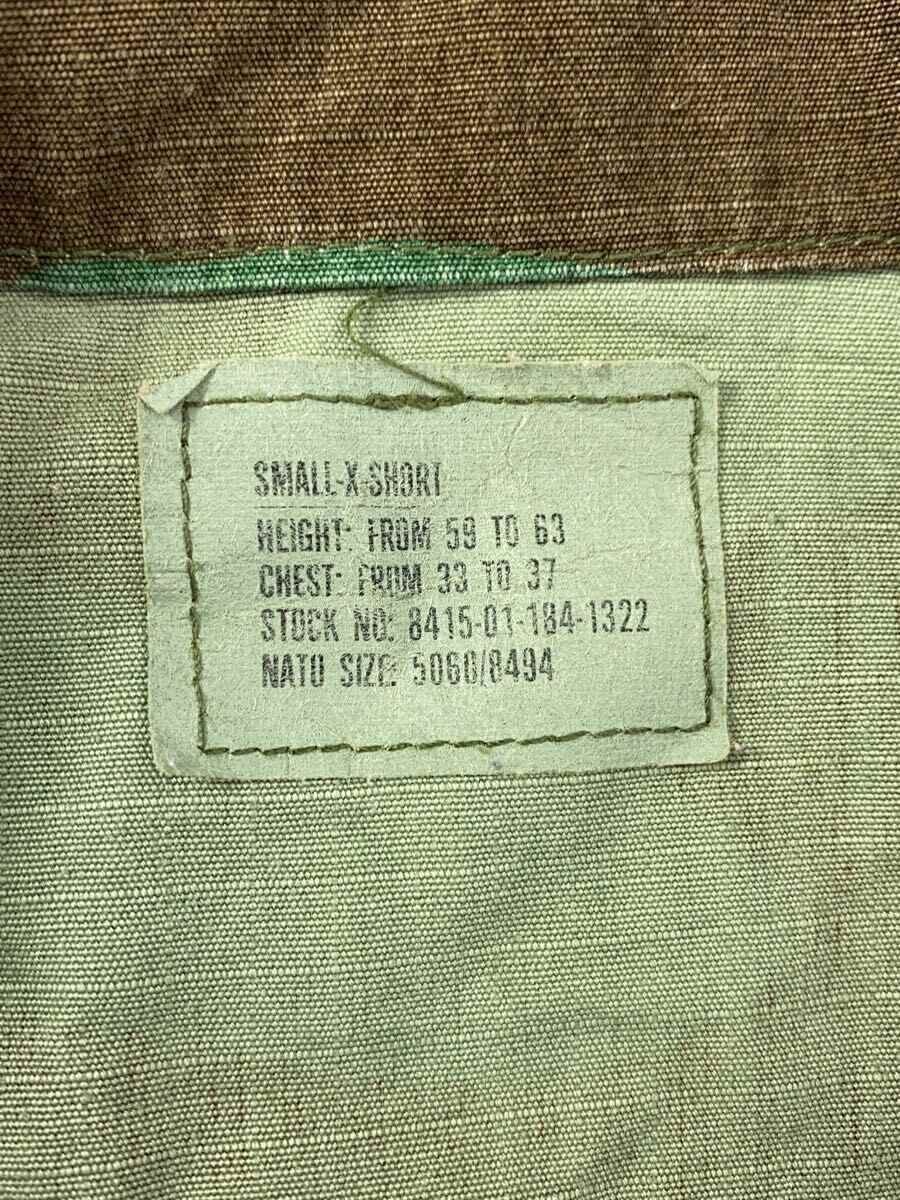 SMALL-X-SHORT
HEIGHT: FROM 59 TO 63
CHEST: FROM 33 TO 37
STOCK NO: 8415-01-184-1322
NATO SIZE: 5060/8494